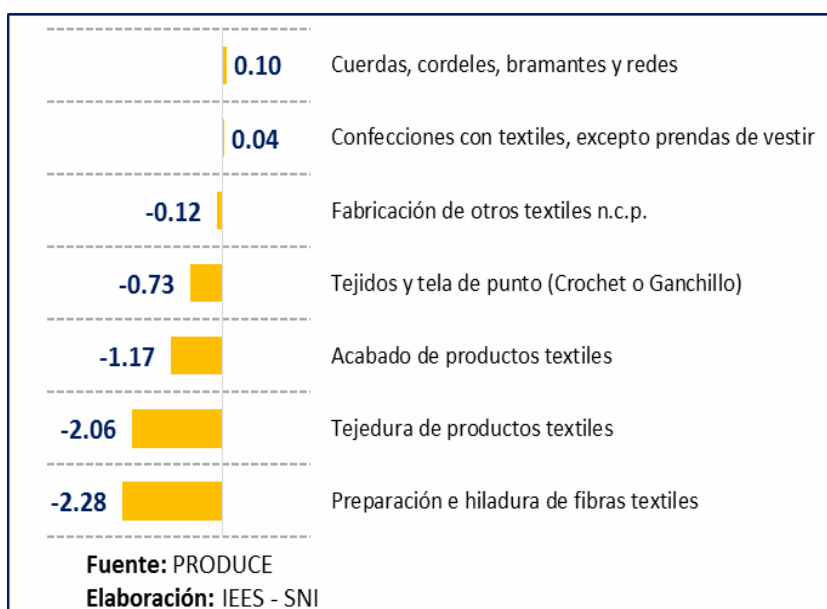 0.10 Cuerdas, cordeles, bramantes y redes
0.04 Confecciones con textiles, excepto prendas de vestir
-0.12 Fabricación de otros textiles n.c.p.
-0.73 Tejidos y tela de punto (Crochet o Ganchillo)
-1.17 Acabado de productos textiles
-2.06 Tejedura de productos textiles
-2.28 Preparación e hiladura de fibras textiles
Fuente: PRODUCE
Elaboración: IEES - SNI